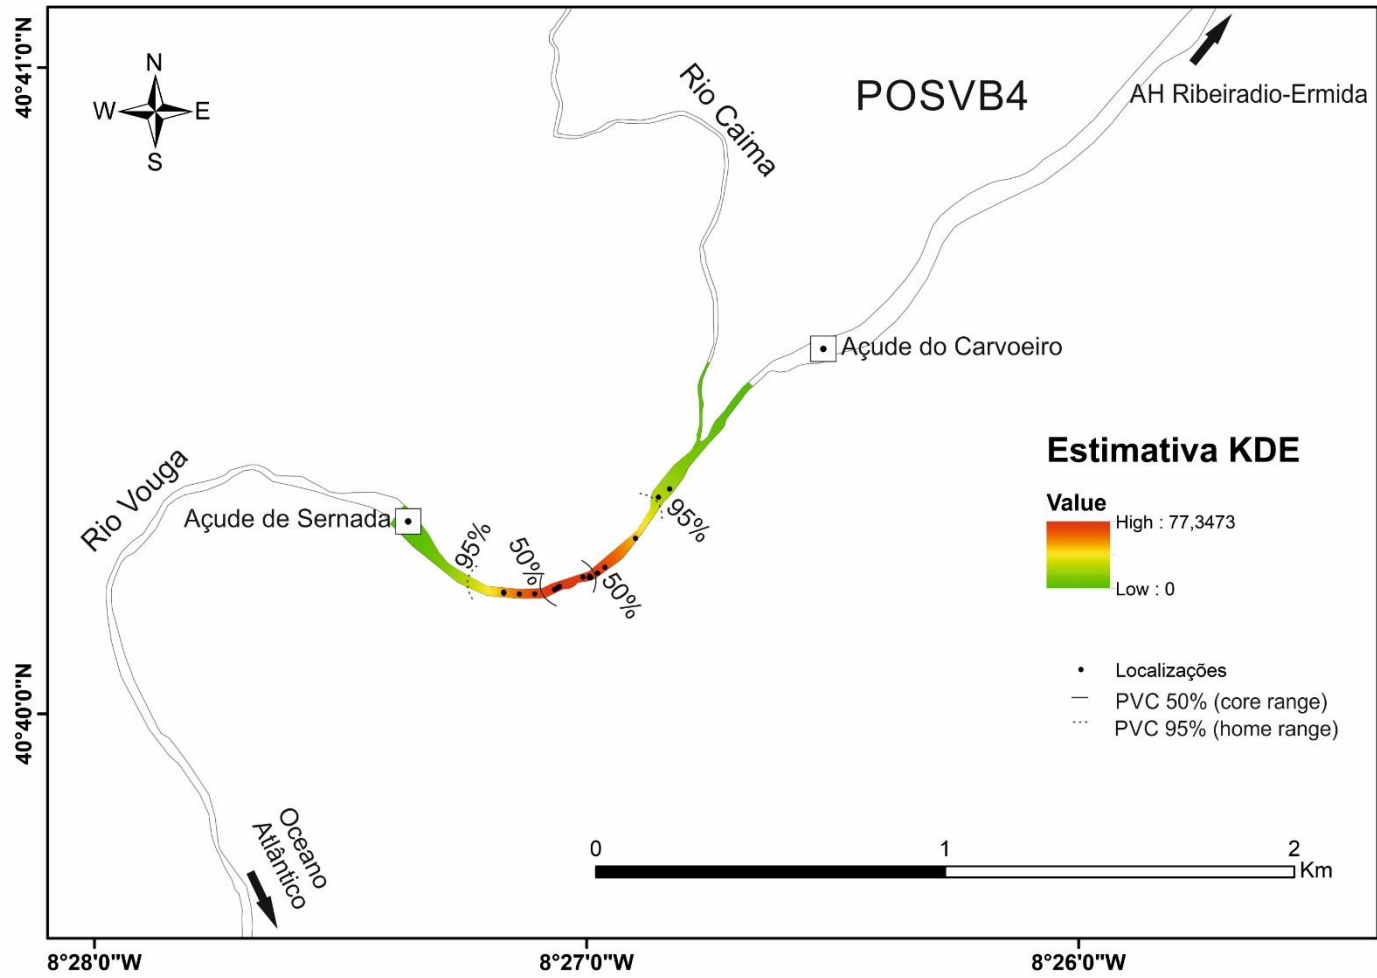 40°41'0"N
N
W
E
S
Rio Caima
POSVB4
AH Ribeiradio-Ermida
Açude do Carvoeiro
Rio Vouga
Açude de Sernada
95%
50%
50%
95%
Estimativa KDE
Value
High : 77,3473
Low : 0
Localizações
PVC 50% (core range)
PVC 95% (home range)
40°40'0"N
Oceano
Atlântico
0
1
2
Km
8°28'0"W
8°27'0"W
8°26'0"W